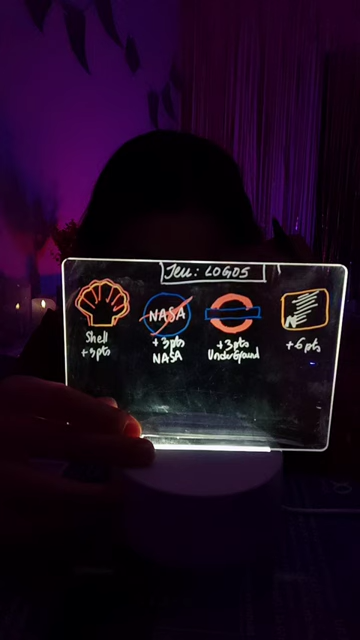 Jeu: LOGOS
Shell
+3pts
NASA
+3pts
NASA
+3pts
Underground
+6pts